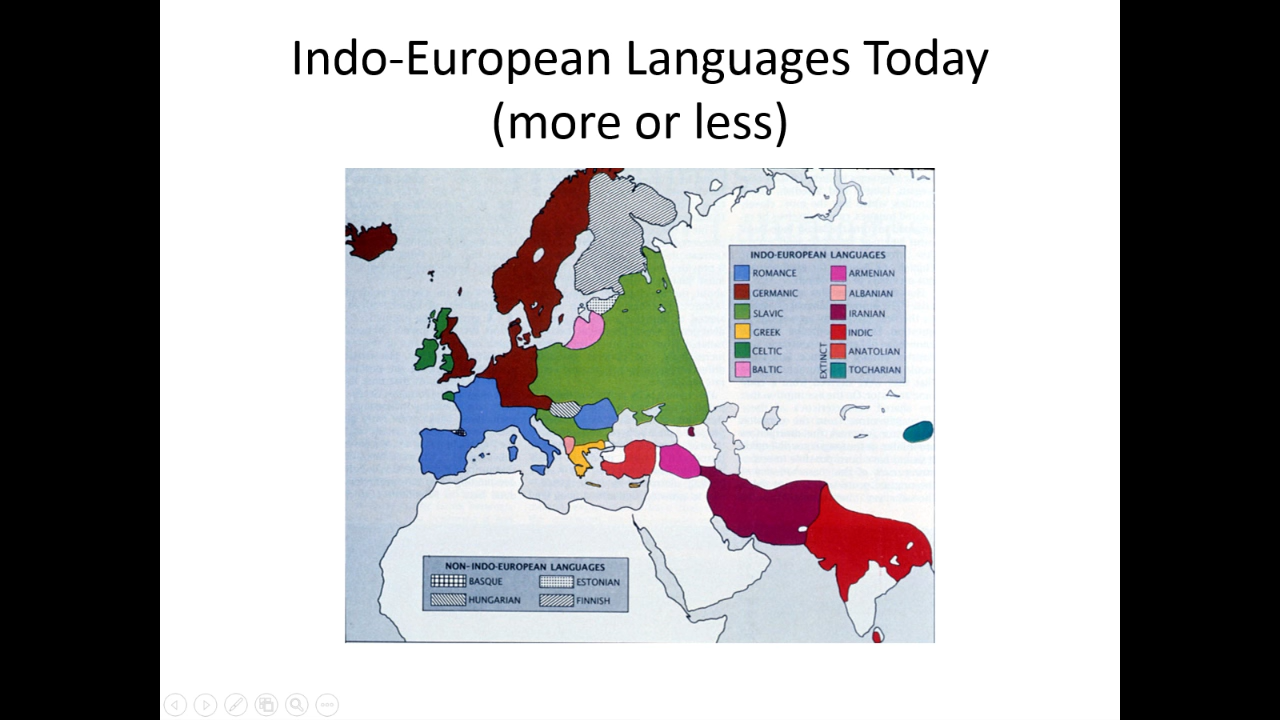 Indo-European Languages Today
(more or less)
INDO-EUROPEAN LANGUAGES
ROMANCE
GERMANIC
SLAVIC
GREEK
CELTIC
BALTIC
ARMENIAN
ALBANIAN
IRANIAN
INDIC
EXTINCT
ANATOLIAN
TOCHARIAN
NON-INDO-EUROPEAN LANGUAGES
BASQUE
HUNGARIAN
ESTONIAN
FINNISH